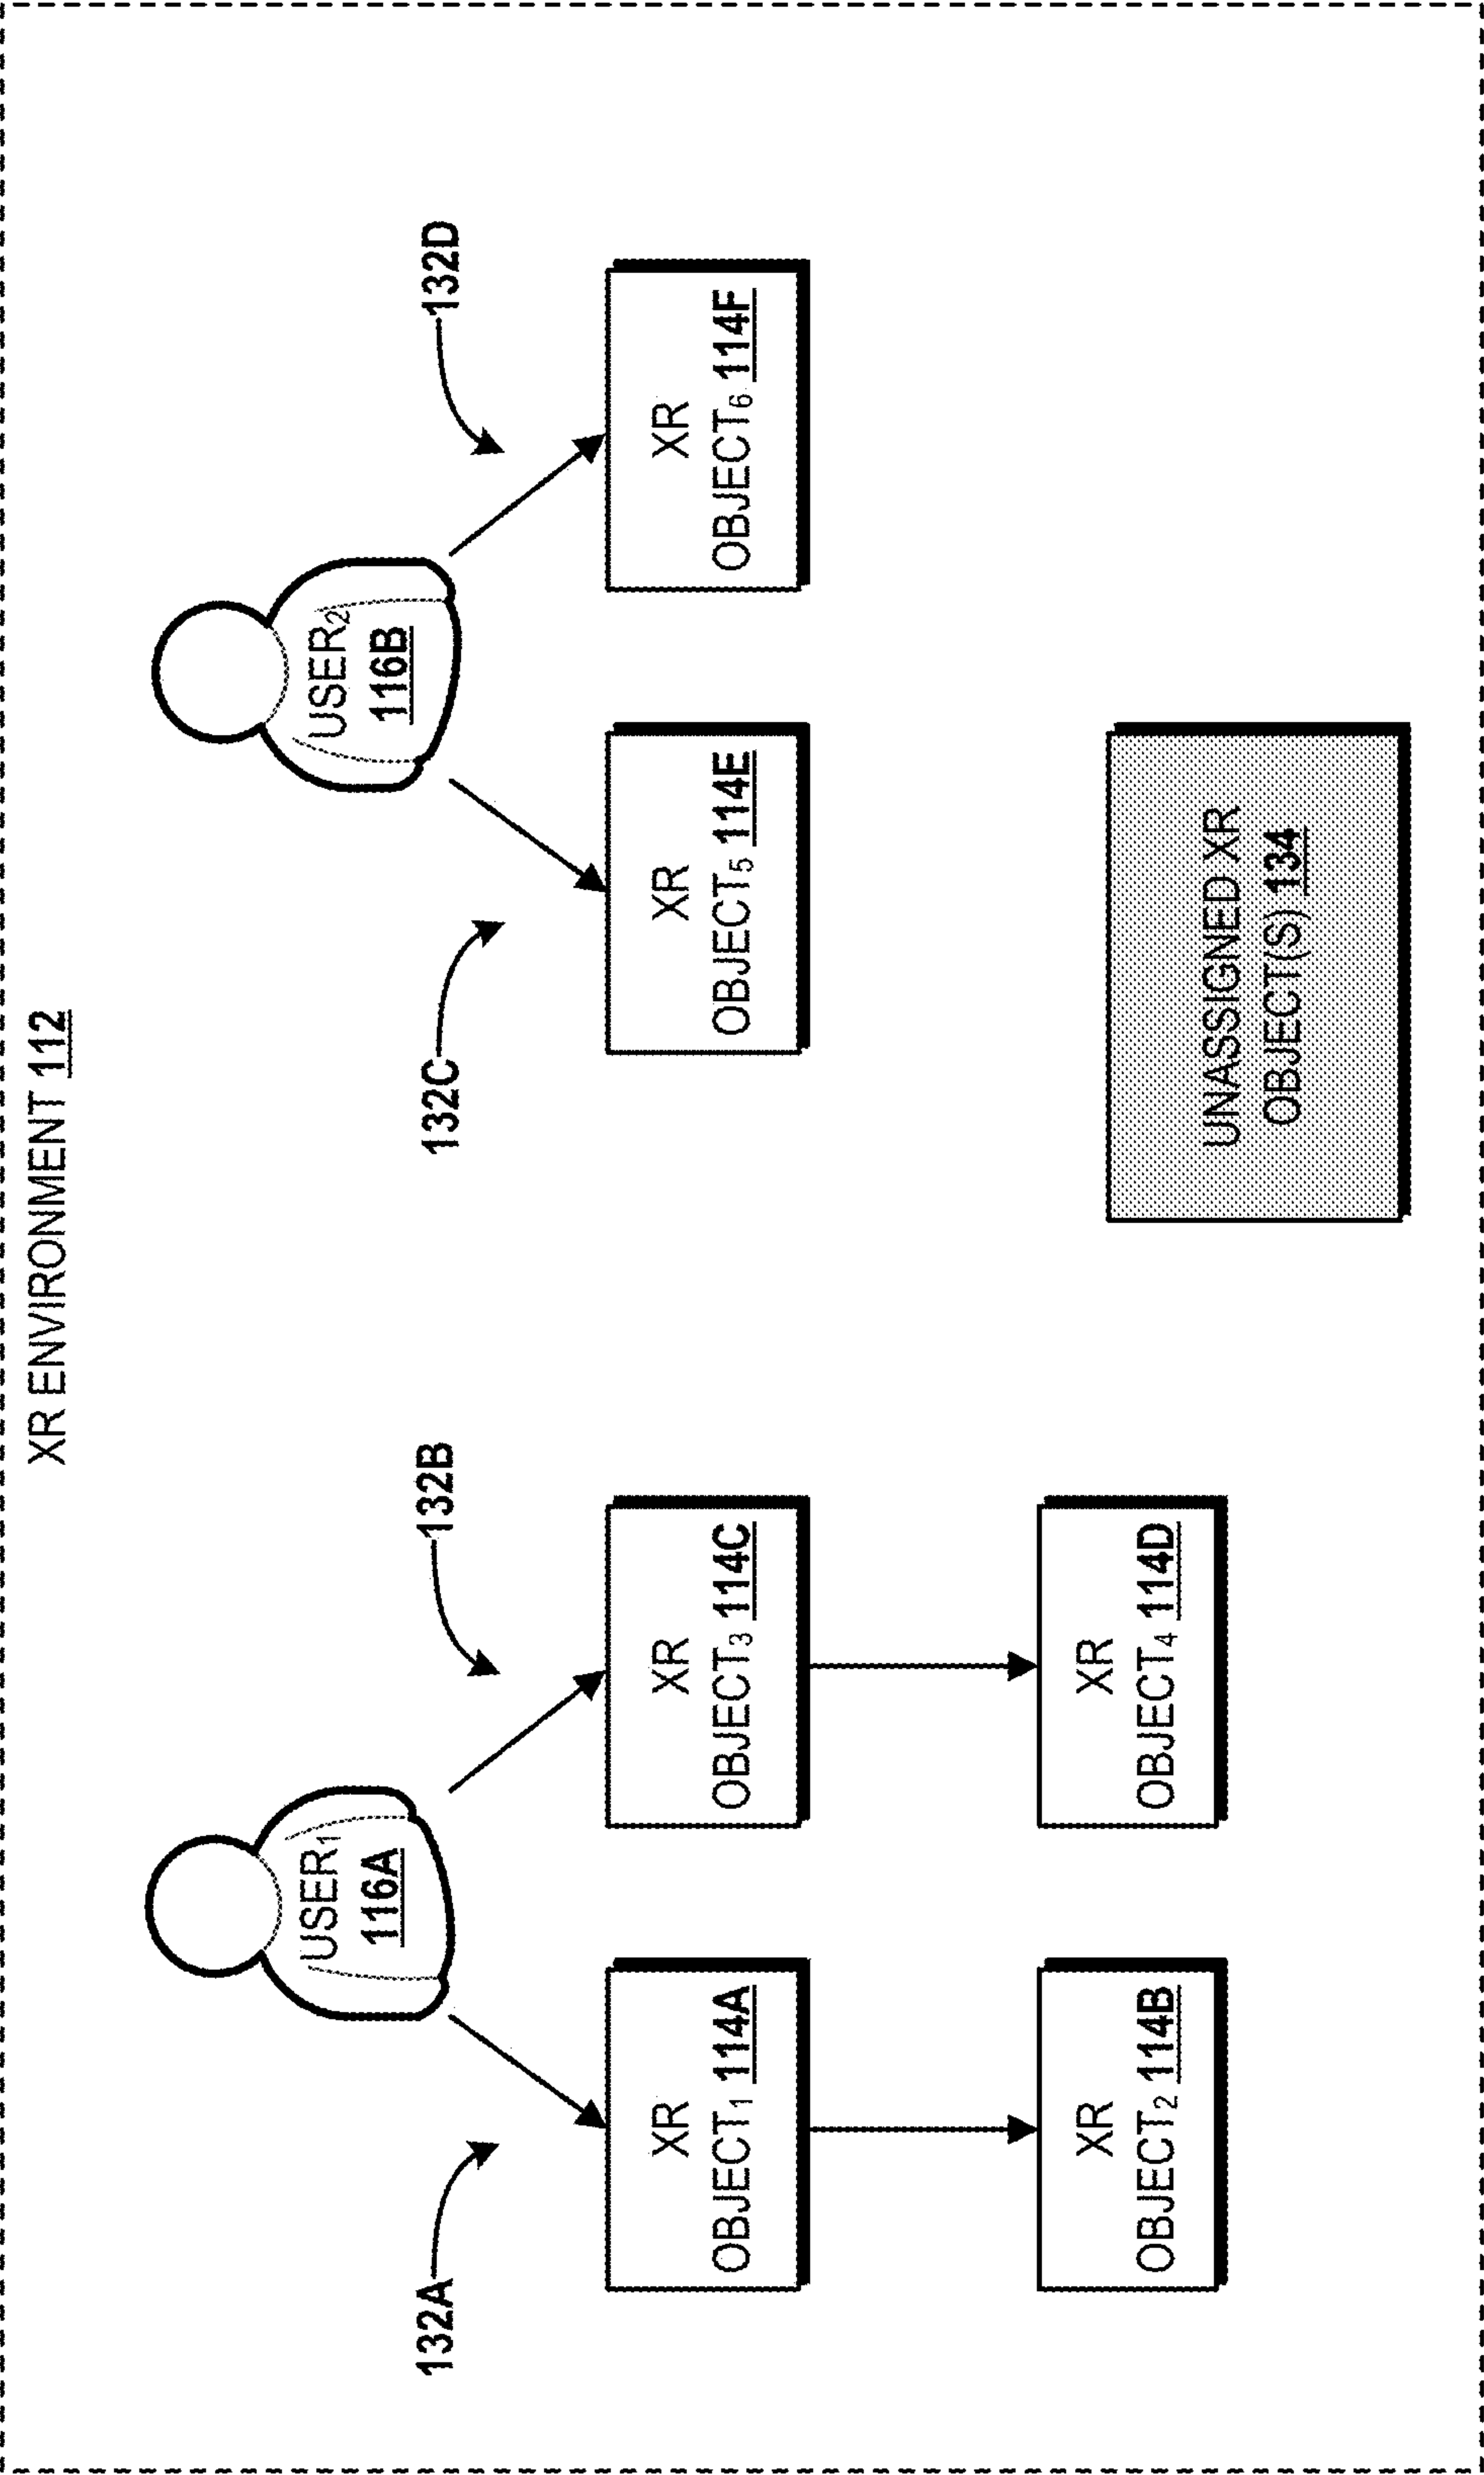 XR ENVIRONMENT 112
132A
USER₁
116A
132B
132C
USER₂
116B
132D
XR
OBJECT₁ 114A
XR
OBJECT₃ 114C
XR
OBJECT₅ 114E
XR
OBJECT₆ 114F
XR
OBJECT₂ 114B
XR
OBJECT₄ 114D
UNASSIGNED XR
OBJECT(S) 134